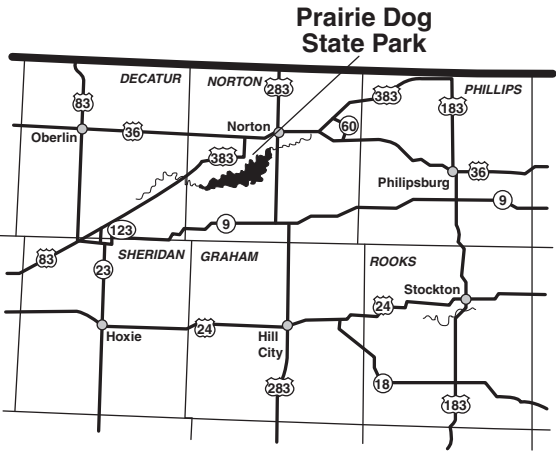 Prairie Dog
State Park
DECATUR
NORTON
283
383
183
PHILLIPS
83
Oberlin
36
Norton
60
383
Philipsburg
36
9
123
9
83
SHERIDAN
GRAHAM
ROOKS
23
Stockton
24
Hoxie
24
Hill
City
283
18
183